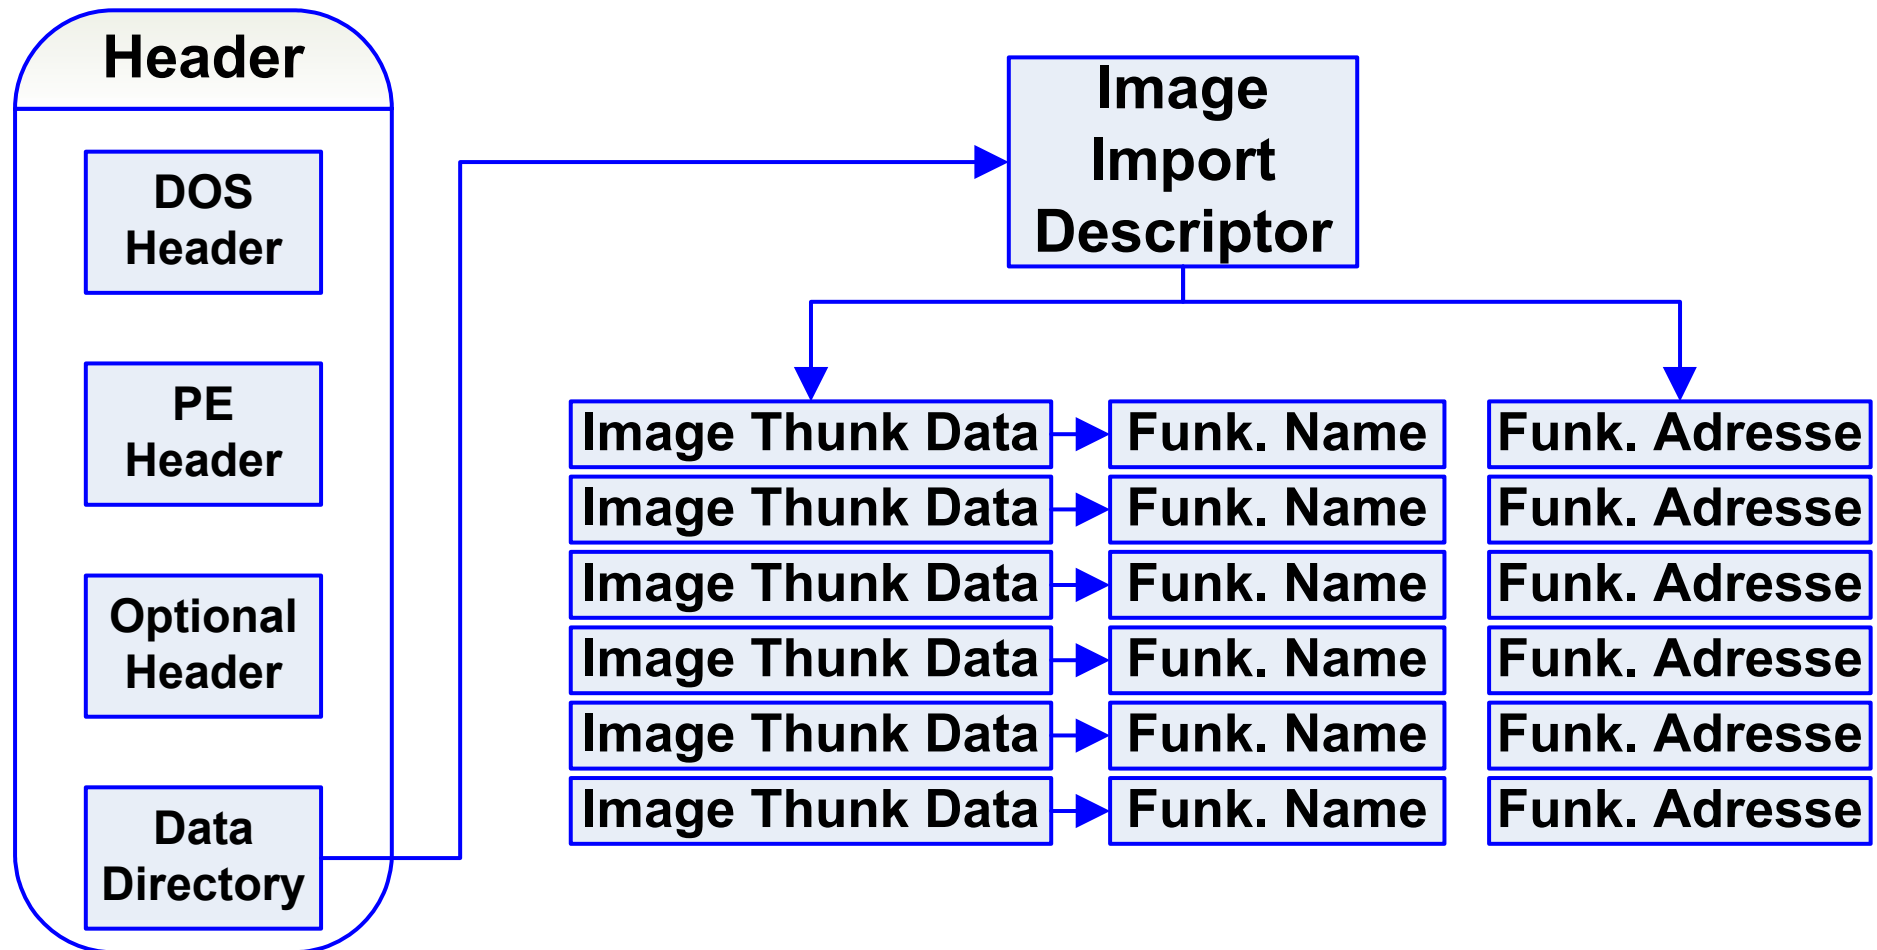 Header
DOS
Header
PE
Header
Optional
Header
Data
Directory
Image
Import
Descriptor
Image Thunk Data Funk. Name Funk. Adresse
Image Thunk Data Funk. Name Funk. Adresse
Image Thunk Data Funk. Name Funk. Adresse
Image Thunk Data Funk. Name Funk. Adresse
Image Thunk Data Funk. Name Funk. Adresse
Image Thunk Data Funk. Name Funk. Adresse